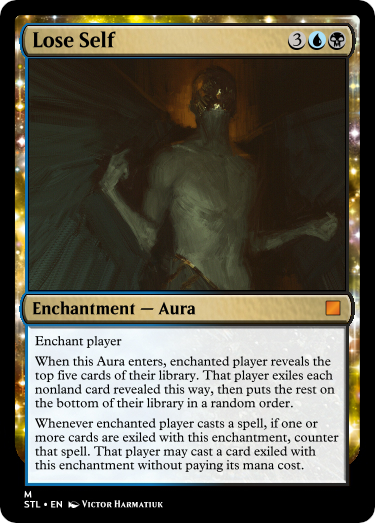 Lose Self 3
Enchantment — Aura
Enchant player
When this Aura enters, enchanted player reveals the
top five cards of their library. That player exiles each
nonland card revealed this way, then puts the rest on
the bottom of their library in a random order.
Whenever enchanted player casts a spell, if one or
more cards are exiled with this enchantment, counter
that spell. That player may cast a card exiled with
this enchantment without paying its mana cost.
M
STL • EN Victor Harmatiuk